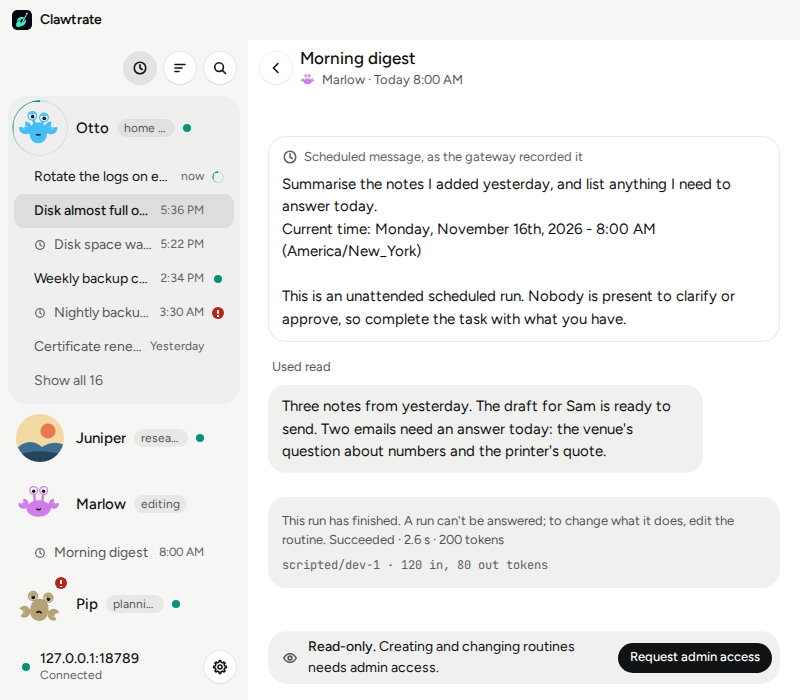 Clawtrate
Otto home ...
Rotate the logs on e... now
Disk almost full o... 5:36 PM
Disk space wa... 5:22 PM
Weekly backup c... 2:34 PM
Nightly backu... 3:30 AM
Certificate rene... Yesterday
Show all 16
Juniper resea...
Marlow editing
Morning digest 8:00 AM
Pip planni...
127.0.0.1:18789
Connected
Morning digest
Marlow · Today 8:00 AM
Scheduled message, as the gateway recorded it
Summarise the notes I added yesterday, and list anything I need to
answer today.
Current time: Monday, November 16th, 2026 - 8:00 AM
(America/New_York)
This is an unattended scheduled run. Nobody is present to clarify or
approve, so complete the task with what you have.
Used read
Three notes from yesterday. The draft for Sam is ready to
send. Two emails need an answer today: the venue's
question about numbers and the printer's quote.
This run has finished. A run can't be answered; to change what it does, edit the
routine. Succeeded · 2.6 s · 200 tokens
scripted/dev-1 · 120 in, 80 out tokens
Read-only. Creating and changing routines
needs admin access.
Request admin access